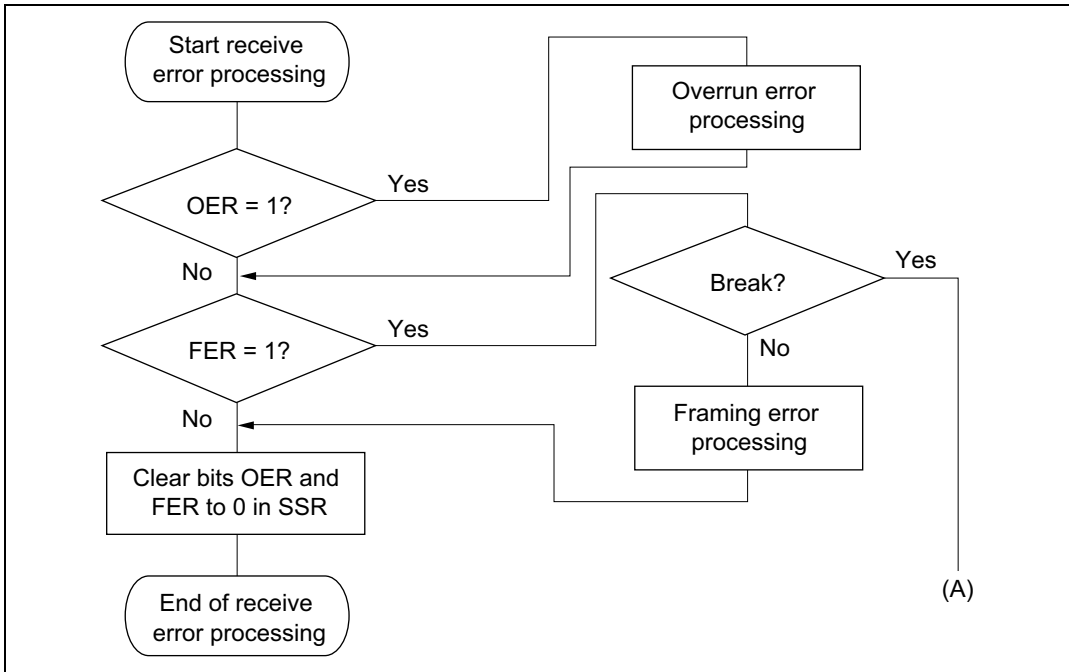 Start receive
error processing
OER = 1?
Yes
No
Overrun error
processing
FER = 1?
Yes
No
Break?
Yes
No
Framing error
processing
Clear bits OER and
FER to 0 in SSR
End of receive
error processing
(A)